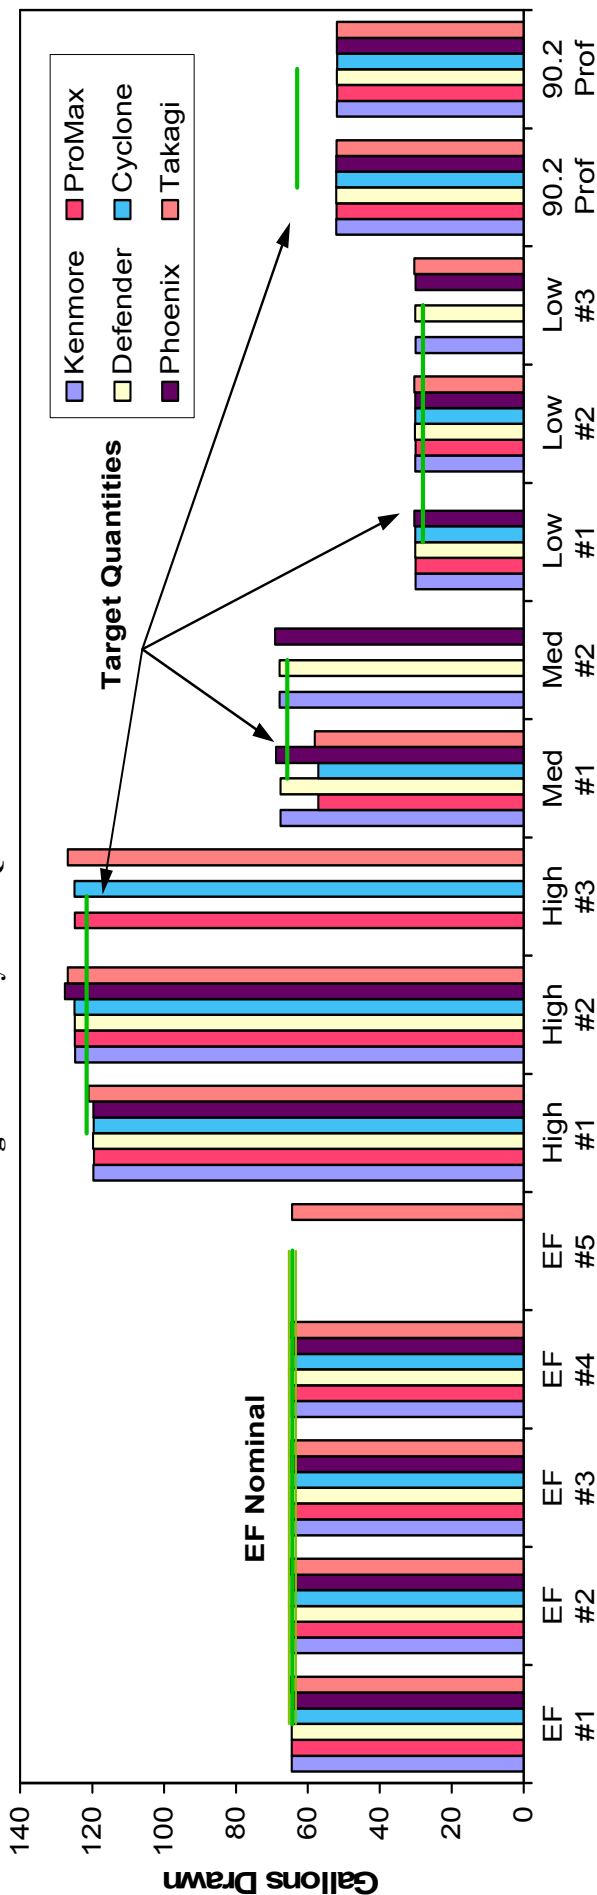 140
120
100
80
60
40
20
0
Gallons Drawn
EF Nominal
Target Quantities
Kenmore
ProMax
Defender
Cyclone
Phoenix
Takagi
EF
#1
EF
#2
EF
#3
EF
#4
EF
#5
High
#1
High
#2
High
#3
Med
#1
Med
#2
Low
#1
Low
#2
Low
#3
90.2
Prof
90.2
Prof